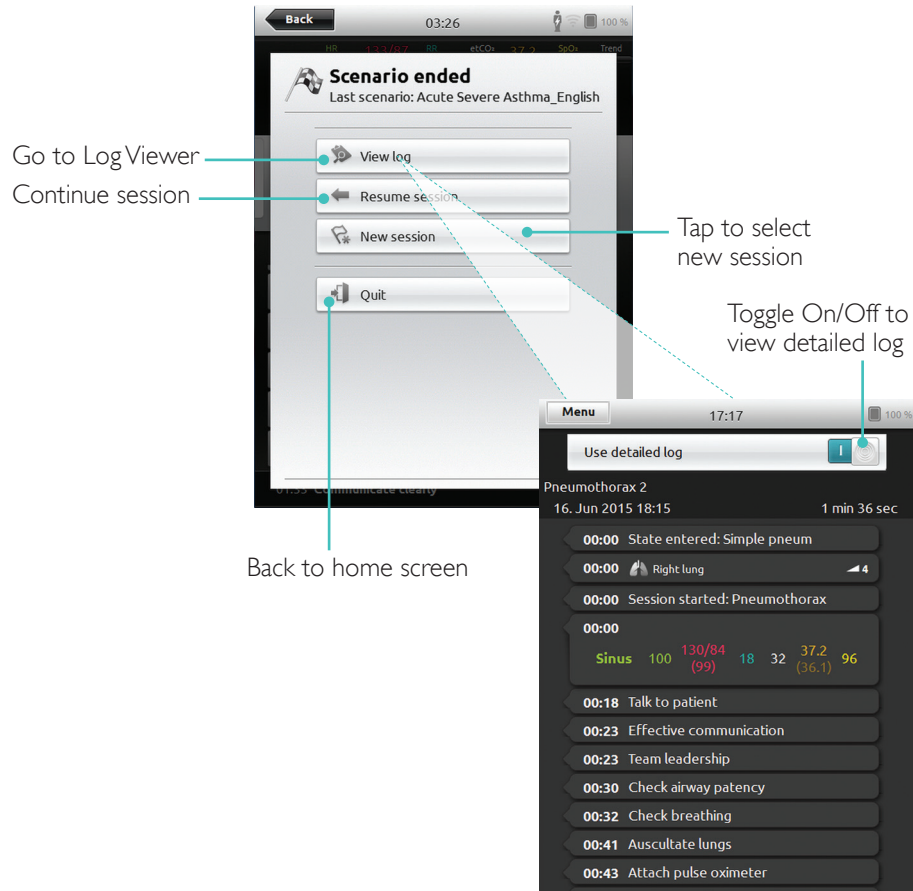 Back
03:26
100 %
HR 133/87 RR etCO₂ 37.2 SpO₂ Trend
Scenario ended
Last scenario: Acute Severe Asthma_English
Go to Log Viewer
View log
Continue session
Resume session
New session
Tap to select
new session
Quit
Toggle On/Off to
view detailed log
01:33 Communicate clearly
Back to home screen
Menu
17:17
100 %
Use detailed log
Pneumothorax 2
16. Jun 2015 18:15
1 min 36 sec
00:00 State entered: Simple pneum
00:00 Right lung 4
00:00 Session started: Pneumothorax
00:00
Sinus 100 130/84 (99) 18 32 37.2 (36.1) 96
00:18 Talk to patient
00:23 Effective communication
00:23 Team leadership
00:30 Check airway patency
00:32 Check breathing
00:41 Auscultate lungs
00:43 Attach pulse oximeter